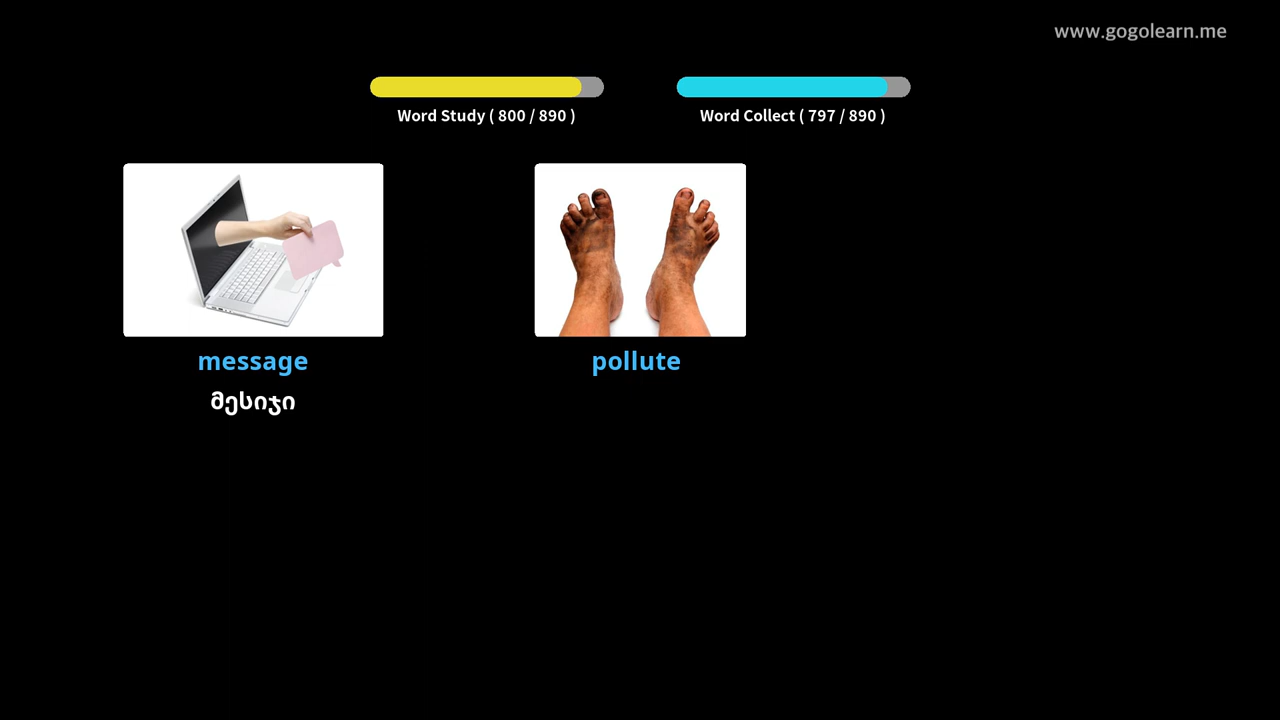 www.gogolearn.me
Word Study ( 800 / 890 )
Word Collect ( 797 / 890 )
message
pollute
მესიჯი